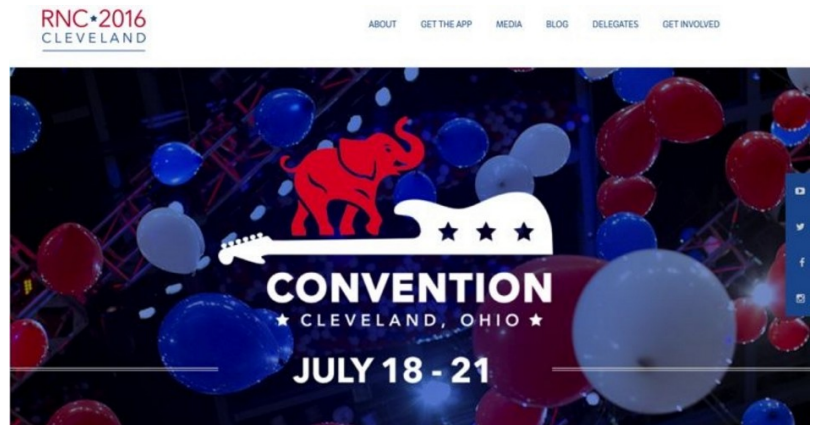 RNC★2016
CLEVELAND
ABOUT GET THE APP MEDIA BLOG DELEGATES GET INVOLVED
CONVENTION
★ CLEVELAND, OHIO ★
JULY 18 - 21